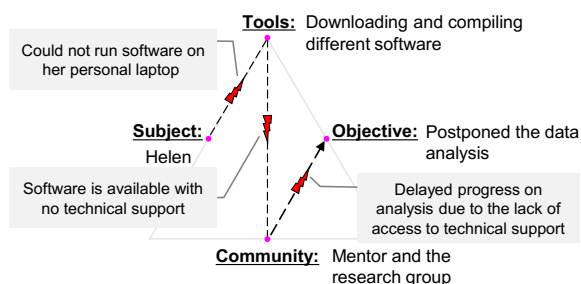 Tools: Downloading and compiling
different software
Could not run software on
her personal laptop
Subject:
Helen
Objective: Postponed the data
analysis
Software is available with
no technical support
Delayed progress on
analysis due to the lack of
access to technical support
Community: Mentor and the
research group